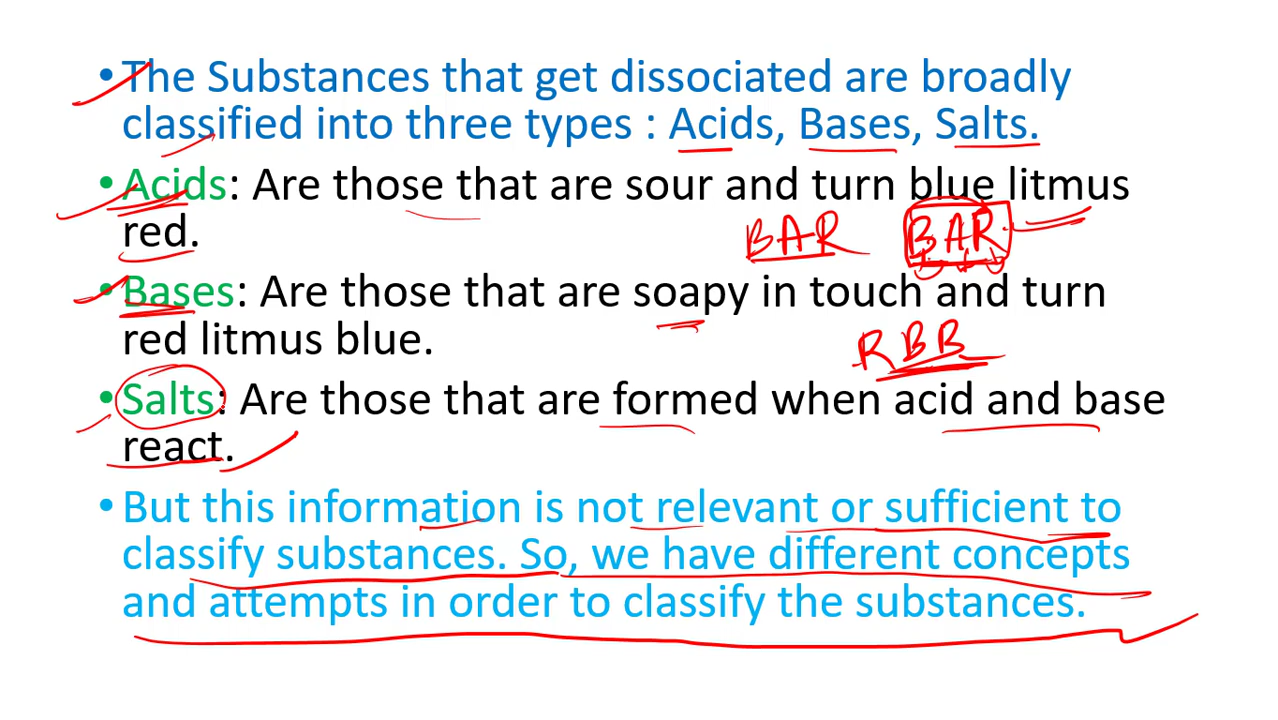 • The Substances that get dissociated are broadly
classified into three types : Acids, Bases, Salts.
• Acids: Are those that are sour and turn blue litmus
red.
BAR BAR
• Bases: Are those that are soapy in touch and turn
red litmus blue.
RBB
• Salts: Are those that are formed when acid and base
react.
• But this information is not relevant or sufficient to
classify substances. So, we have different concepts
and attempts in order to classify the substances.